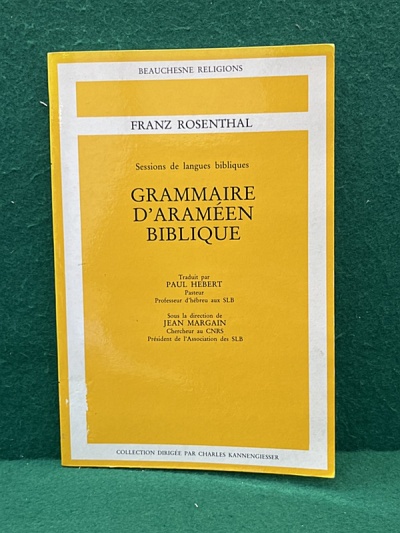 BEAUCHESNE RELIGIONS
FRANZ ROSENTHAL
Sessions de langues bibliques
GRAMMAIRE
D'ARAMÉEN
BIBLIQUE
Traduit par
PAUL HEBERT
Pasteur
Professeur d'hébreu aux SLB
Sous la direction de
JEAN MARGAIN
Chercheur au CNRS
Président de l'Association des SLB
COLLECTION DIRIGÉE PAR CHARLES KANNENGIESSER